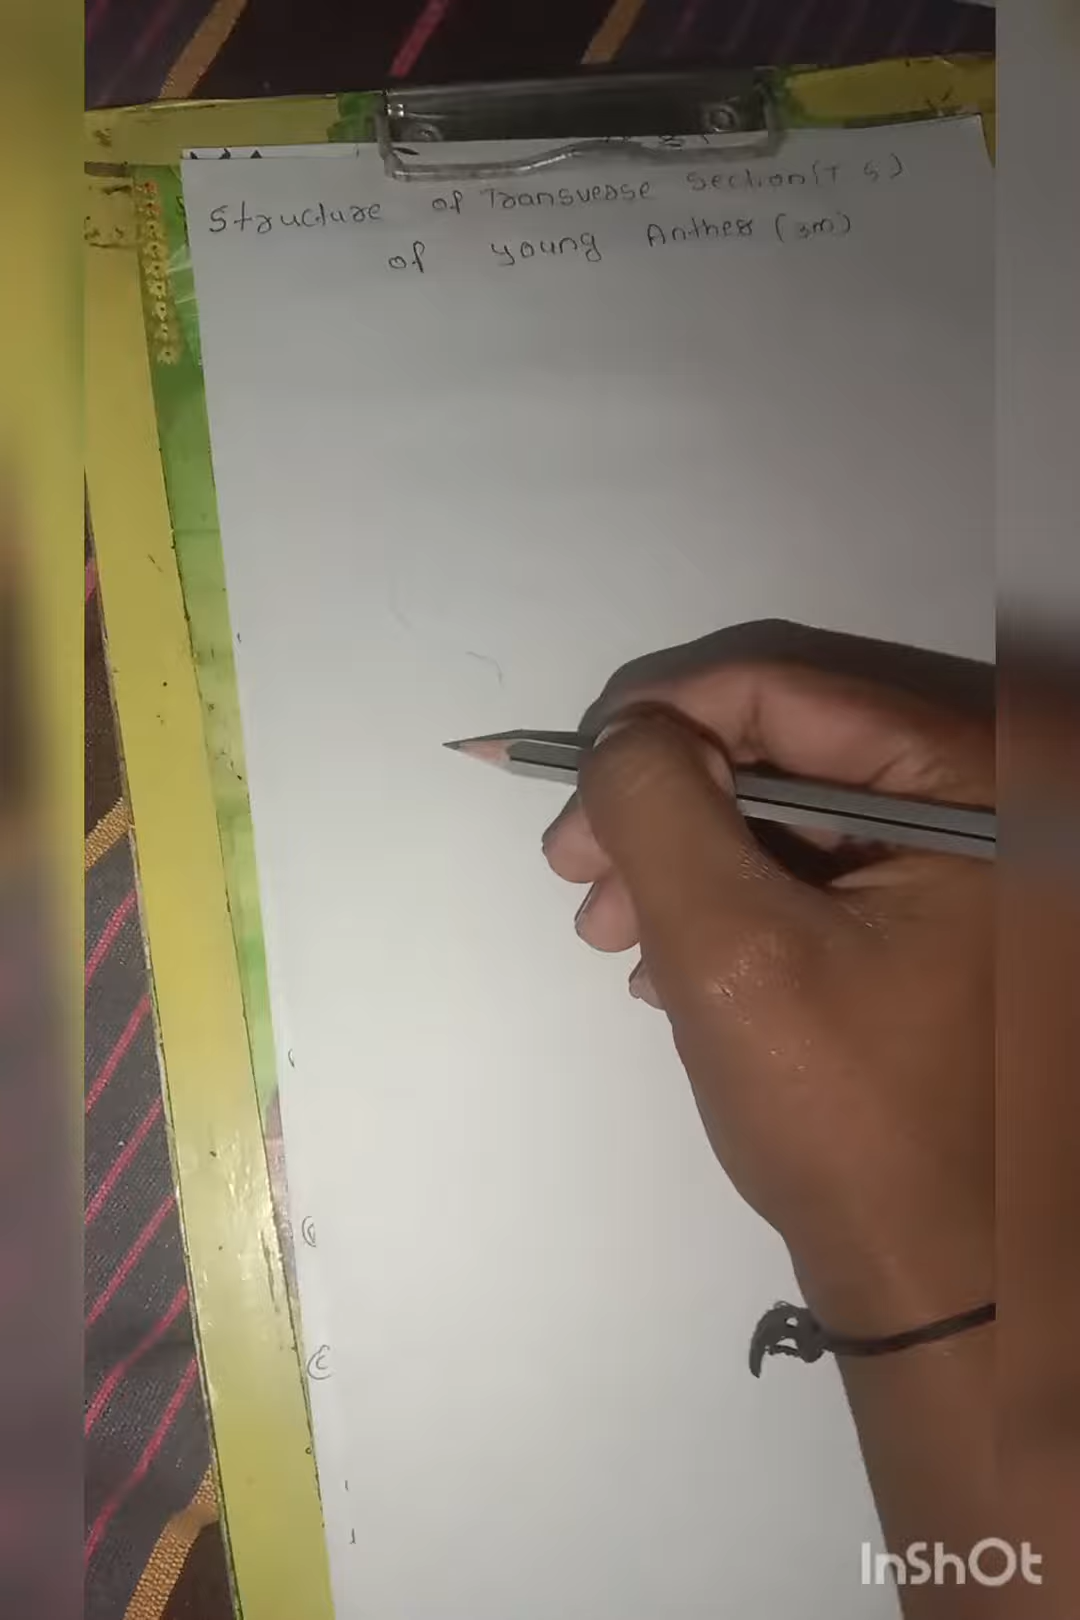 Structure of Transverse Section (T S)
of young Anther (3m)
InShOt